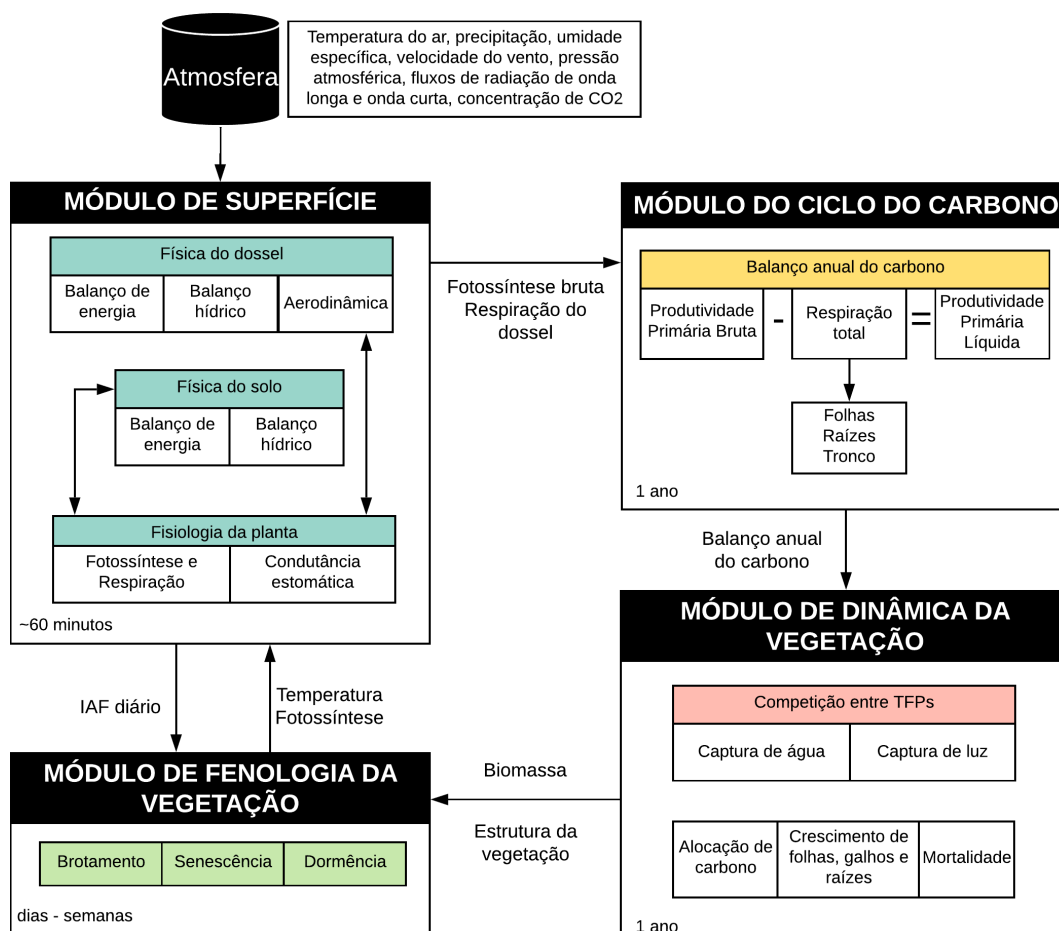 Atmosfera
Temperatura do ar, precipitação, umidade
específica, velocidade do vento, pressão
atmosférica, fluxos de radiação de onda
longa e onda curta, concentração de CO2
MÓDULO DE SUPERFÍCIE
Física do dossel
Balanço de
energia
Balanço
hídrico
Aerodinâmica
Física do solo
Balanço de
energia
Balanço
hídrico
Fisiologia da planta
Fotossíntese e
Respiração
Condutância
estomática
~60 minutos
Fotossíntese bruta
Respiração do
dossel
MÓDULO DO CICLO DO CARBONO
Balanço anual do carbono
Produtividade
Primária Bruta
-
Respiração
total
=
Produtividade
Primária
Líquida
Folhas
Raízes
Tronco
1 ano
Balanço anual
do carbono
MÓDULO DE DINÂMICA DA
VEGETAÇÃO
Competição entre TFPs
Captura de água
Captura de luz
Alocação de
carbono
Crescimento de
folhas, galhos e
raízes
Mortalidade
1 ano
Biomassa
Estrutura da
vegetação
IAF diário
Temperatura
Fotossíntese
MÓDULO DE FENOLOGIA DA
VEGETAÇÃO
Brotamento
Senescência
Dormência
dias - semanas